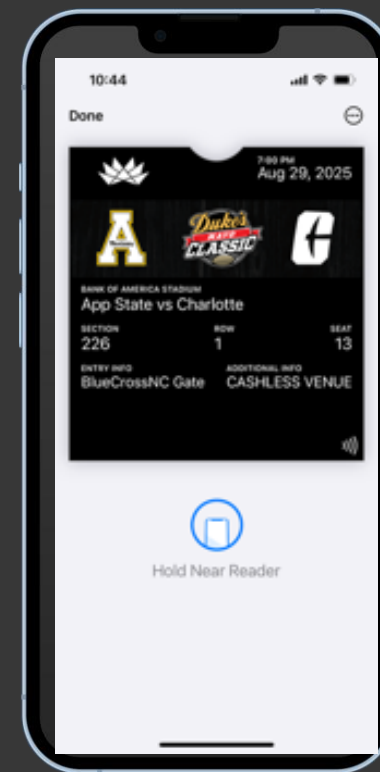 10:44
Done
7:00 PM
Aug 29, 2025
A
Duke's
MAYO
CLASSIC
C
BANK OF AMERICA STADIUM
App State vs Charlotte
SECTION ROW SEAT
226 1 13
ENTRY INFO ADDITIONAL INFO
BlueCrossNC Gate CASHLESS VENUE
Hold Near Reader